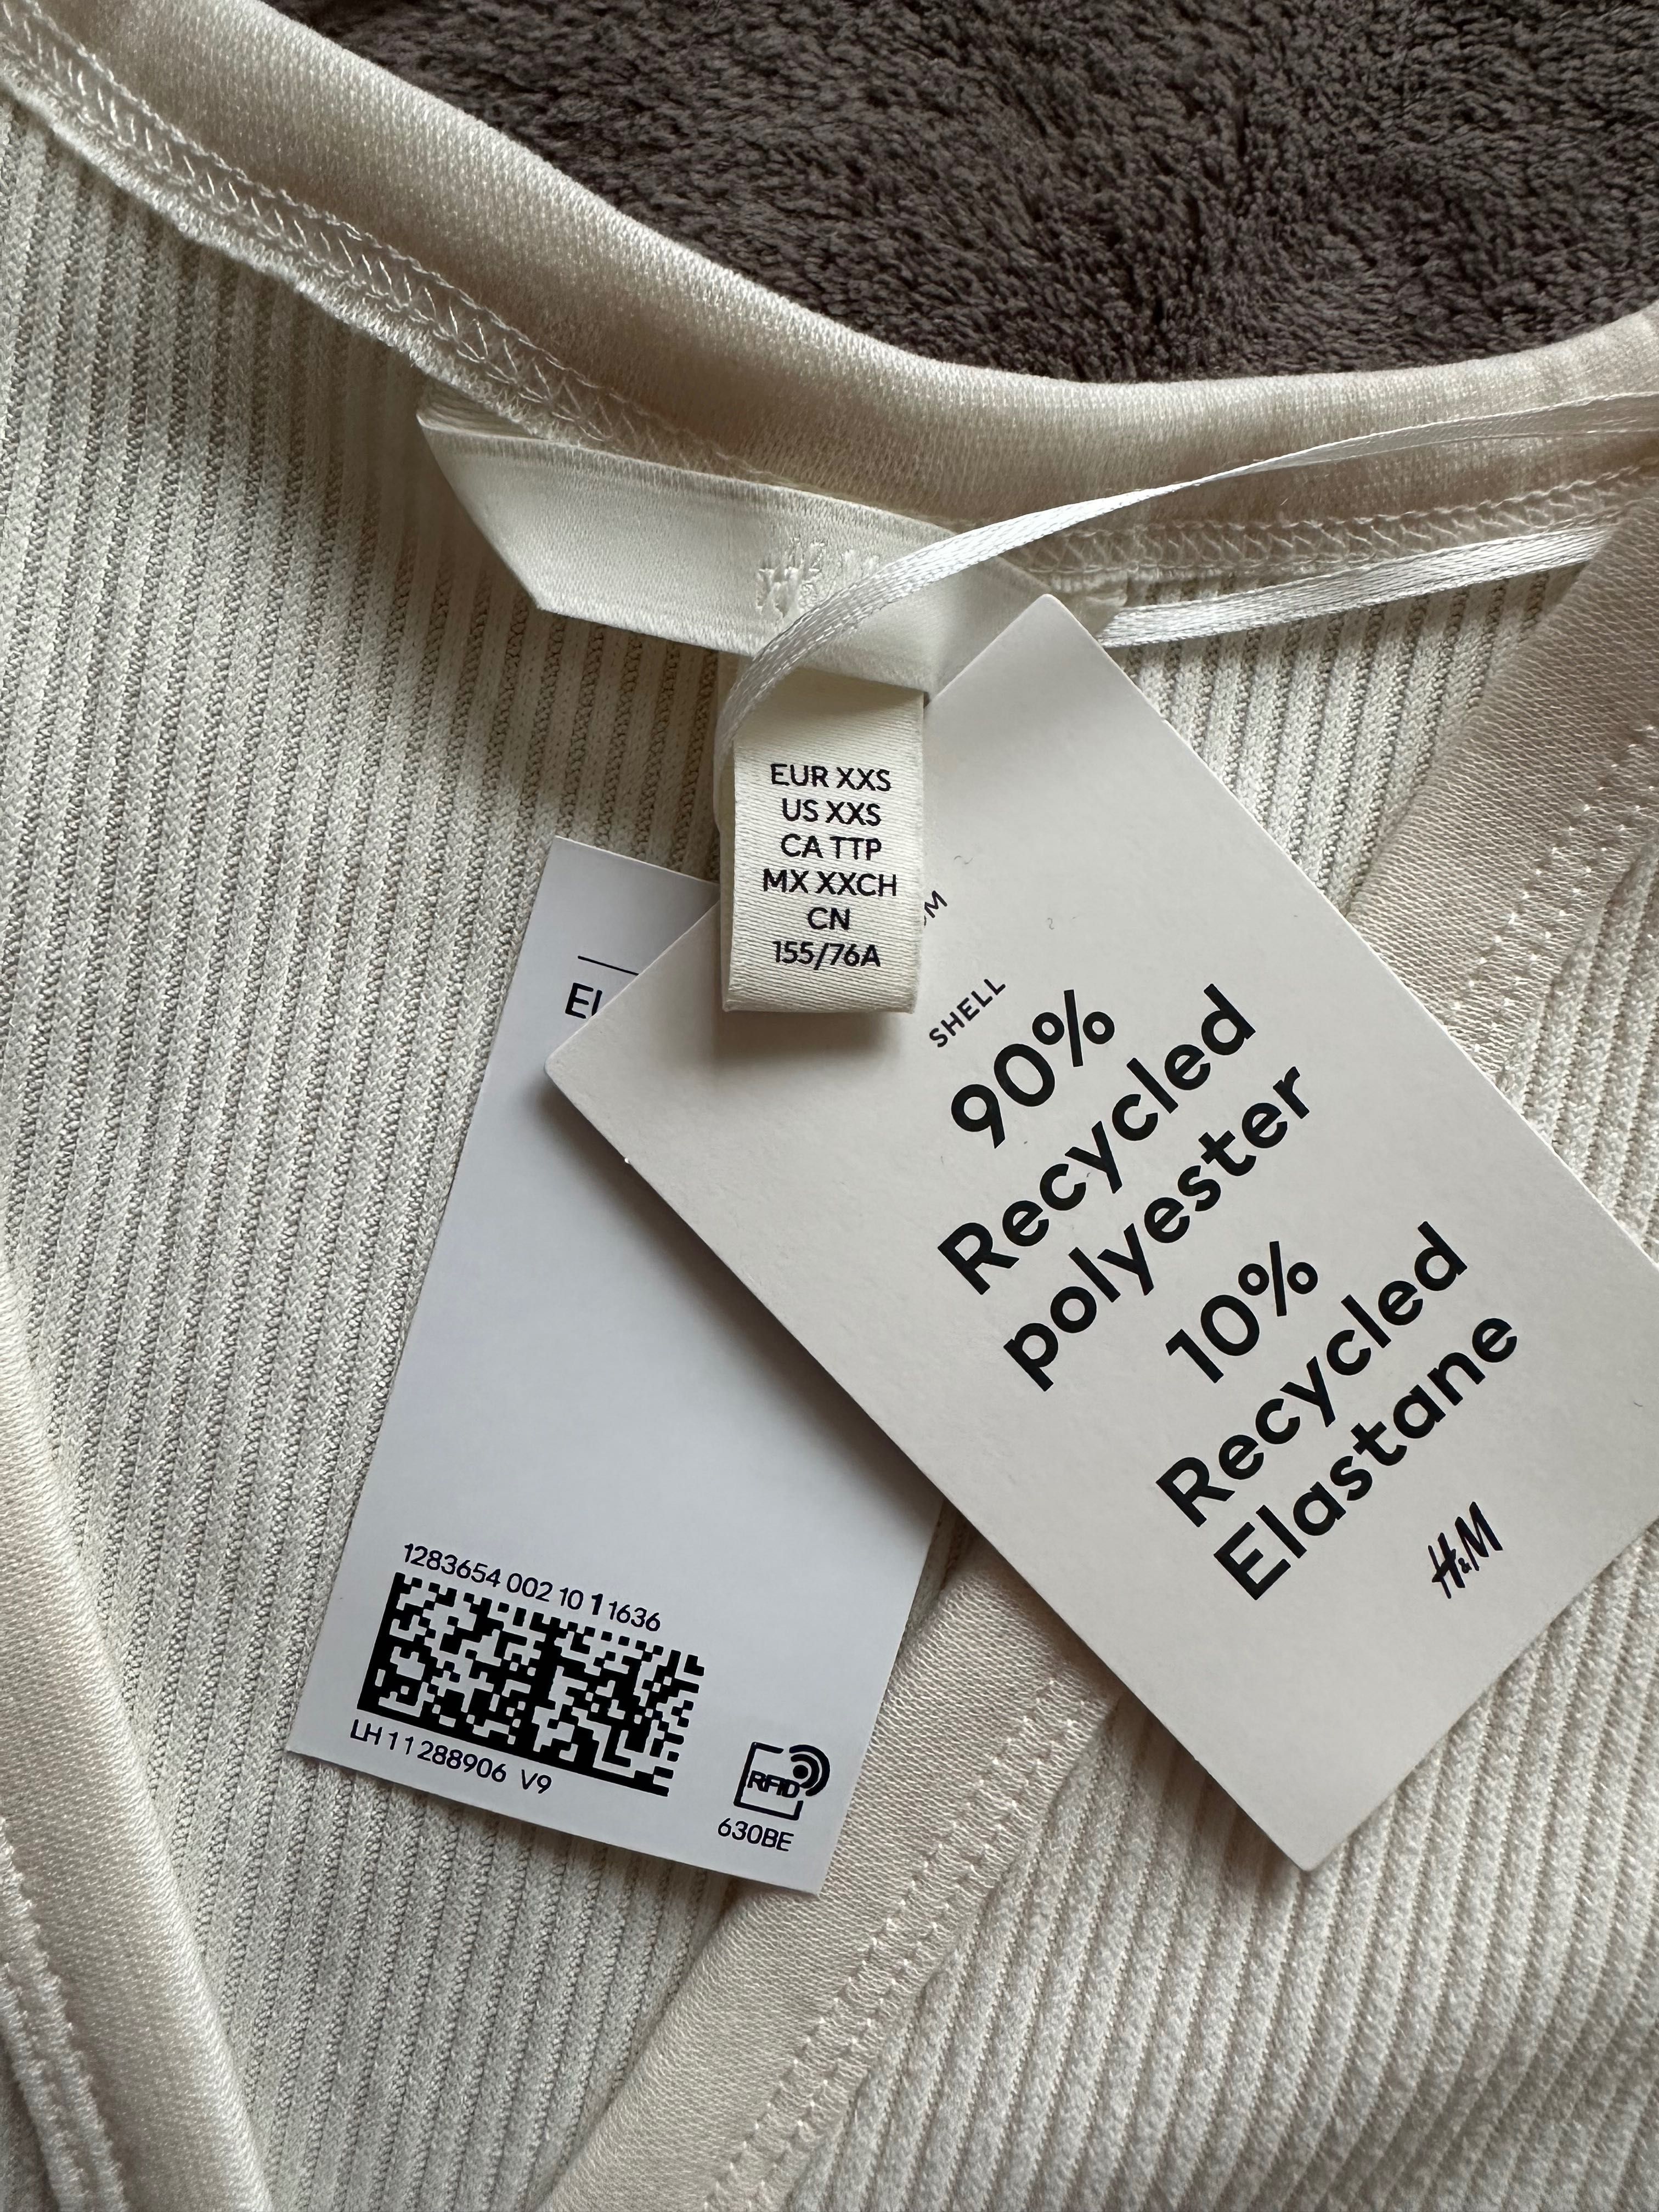 EUR XXS
US XXS
CA TTP
MX XXCH
CN
155/76A
SHELL
90%
Recycled
polyester
10%
Recycled
Elastane
H&M
1283654 002 10 1 1636
LH 11288906 V9
RFID
630BE